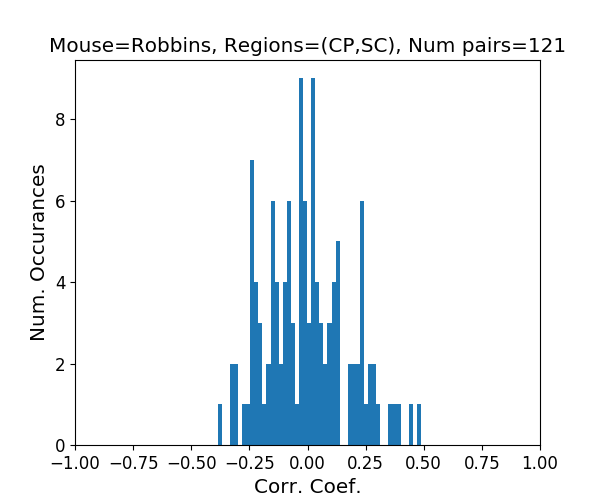 Mouse=Robbins, Regions=(CP,SC), Num pairs=121
Num. Occurances
8
6
4
2
0
−1.00 −0.75 −0.50 −0.25 0.00 0.25 0.50 0.75 1.00
Corr. Coef.